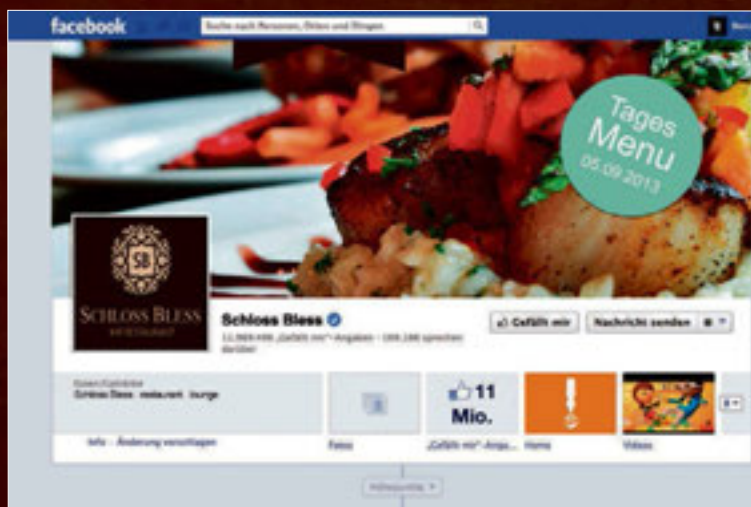 facebook
Suche nach Personen, Orten und Dingen
Tages
Menu
05.09.2013
SB
SCHLOSS BLESS
RESTAURANT
Schloss Bless
Gefällt mir
Nachricht senden
„Gefällt mir“-Angaben · sprechen
darüber
Schloss Bless restaurant lounge
11
Mio.
Info · Änderung vorschlagen
Fotos
„Gefällt mir“-Anga...
Home
Videos
Höhepunkte